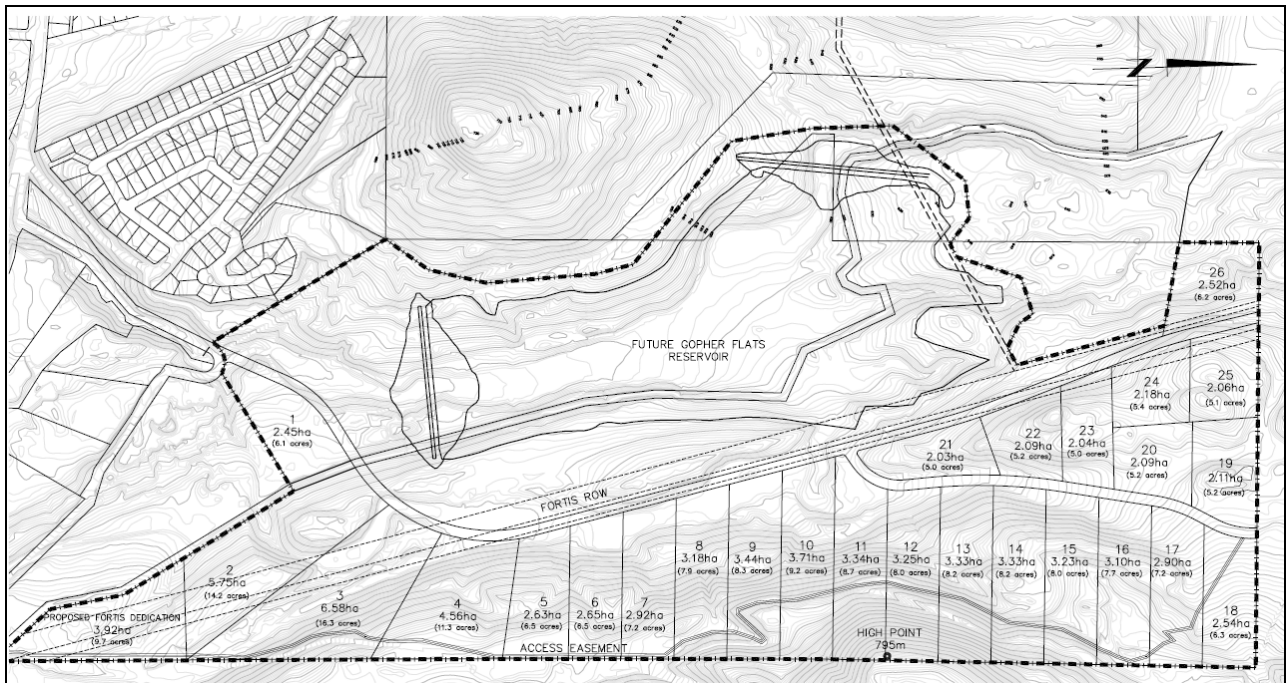 26
2.52ha
(6.2 acres)
FUTURE GOPHER FLATS
RESERVOIR
25
2.06ha
(5.1 acres)
24
2.18ha
(5.4 acres)
1
2.45ha
(6.1 acres)
23
2.04ha
(5.0 acres)
22
2.09ha
(5.2 acres)
21
2.03ha
(5.0 acres)
20
2.09ha
(5.2 acres)
19
2.11ha
(5.2 acres)
FORTIS ROW
8
3.18ha
(7.9 acres)
9
3.44ha
(8.3 acres)
10
3.71ha
(9.2 acres)
11
3.34ha
(8.7 acres)
12
3.25ha
(8.0 acres)
13
3.33ha
(8.2 acres)
14
3.33ha
(8.2 acres)
15
3.23ha
(8.0 acres)
16
3.10ha
(7.7 acres)
17
2.90ha
(7.2 acres)
2
5.75ha
(14.2 acres)
3
6.58ha
(16.3 acres)
4
4.56ha
(11.3 acres)
5
2.63ha
(6.5 acres)
6
2.65ha
(6.5 acres)
7
2.92ha
(7.2 acres)
18
2.54ha
(6.3 acres)
PROPOSED FORTIS DEDICATION
3.92ha
(9.7 acres)
ACCESS EASEMENT
HIGH POINT
795m